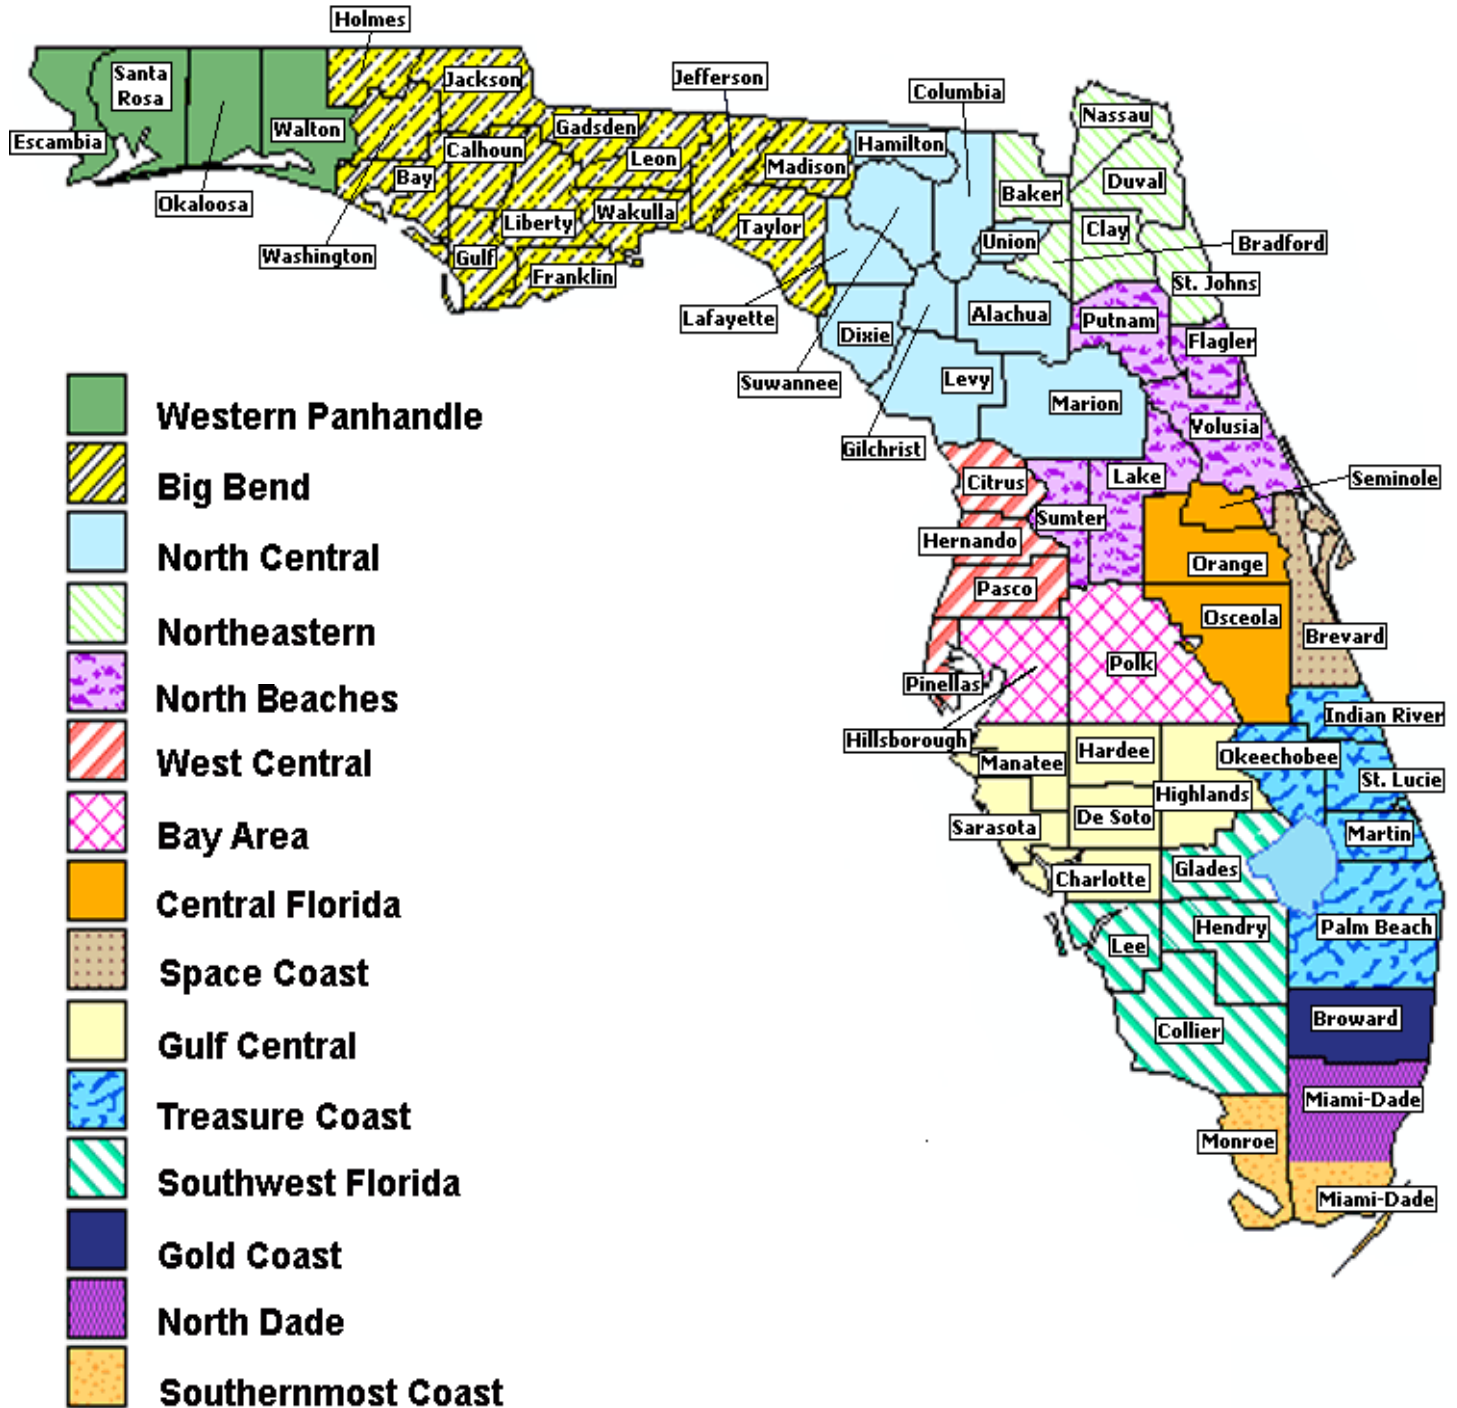 Holmes
Santa
Rosa
Jackson
Jefferson
Columbia
Nassau
Escambia
Walton
Gadsden
Hamilton
Calhoun
Leon
Madison
Bay
Baker
Duval
Okaloosa
Liberty
Wakulla
Taylor
Union
Clay
Bradford
Washington
Gulf
Franklin
St. Johns
Lafayette
Dixie
Alachua
Putnam
Flagler
Suwannee
Levy
Marion
Volusia
Gilchrist
Citrus
Lake
Seminole
Sumter
Hernando
Orange
Pasco
Osceola
Brevard
Polk
Pinellas
Indian River
Hillsborough
Manatee
Hardee
Okeechobee
St. Lucie
Highlands
Sarasota
De Soto
Martin
Charlotte
Glades
Lee
Hendry
Palm Beach
Collier
Broward
Miami-Dade
Monroe
Miami-Dade
Western Panhandle
Big Bend
North Central
Northeastern
North Beaches
West Central
Bay Area
Central Florida
Space Coast
Gulf Central
Treasure Coast
Southwest Florida
Gold Coast
North Dade
Southernmost Coast